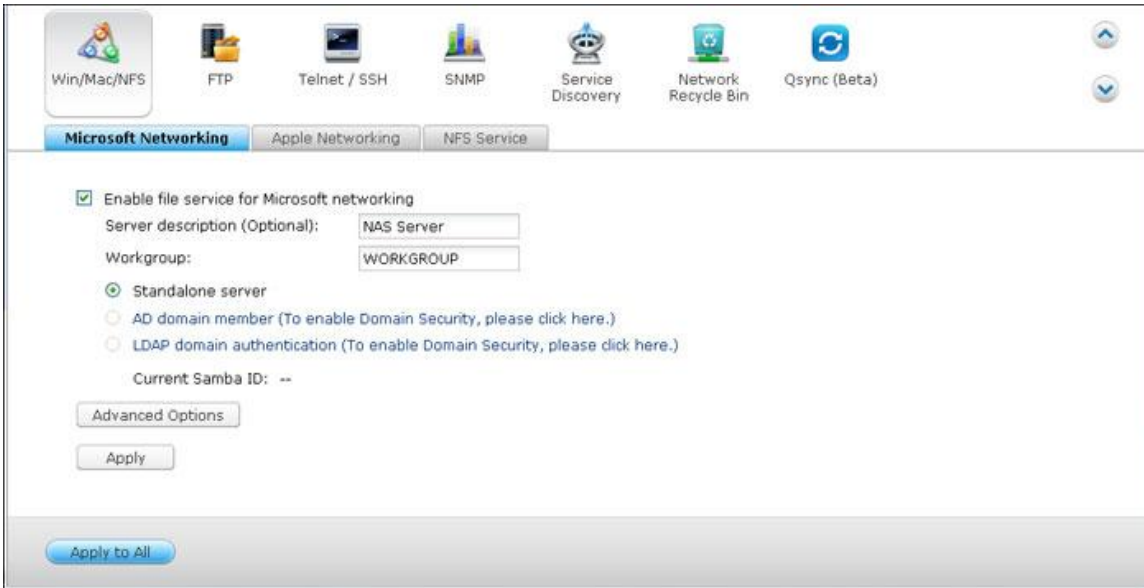 Win/Mac/NFS
FTP
Telnet / SSH
SNMP
Service
Discovery
Network
Recycle Bin
Qsync (Beta)
Microsoft Networking
Apple Networking
NFS Service
Enable file service for Microsoft networking
Server description (Optional): NAS Server
Workgroup: WORKGROUP
Standalone server
AD domain member (To enable Domain Security, please click here.)
LDAP domain authentication (To enable Domain Security, please click here.)
Current Samba ID: --
Advanced Options
Apply
Apply to All